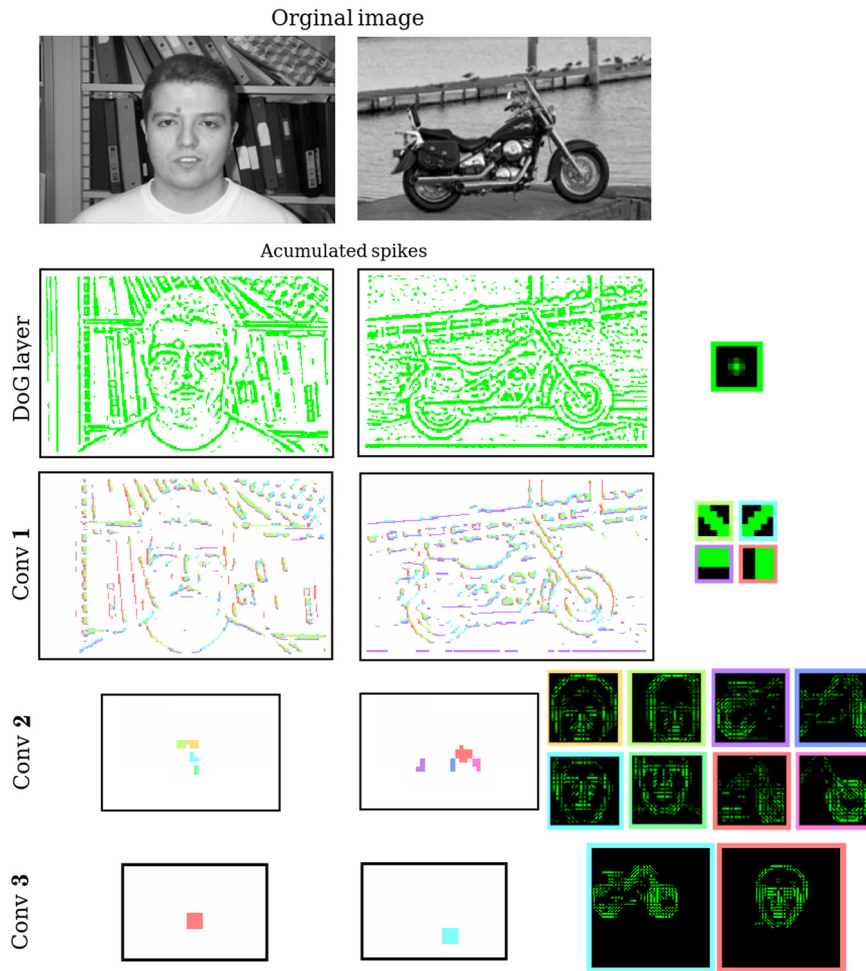 Orginal image
Acumulated spikes
DoG layer
Conv 1
Conv 2
Conv 3